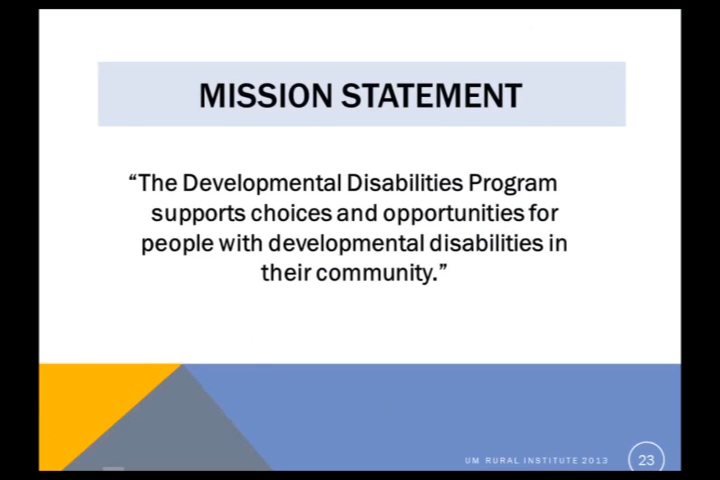 MISSION STATEMENT
“The Developmental Disabilities Program
supports choices and opportunities for
people with developmental disabilities in
their community.”
UM RURAL INSTITUTE 2013
23